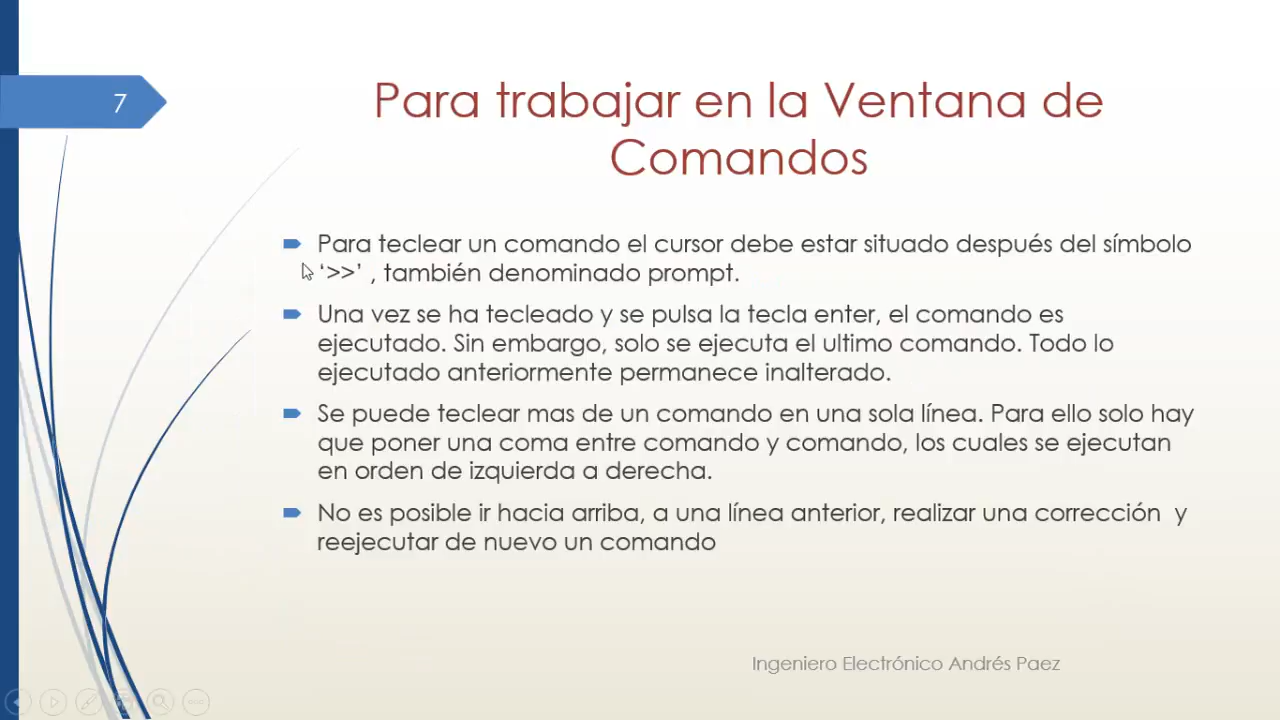 7
Para trabajar en la Ventana de
Comandos
Para teclear un comando el cursor debe estar situado después del símbolo
‘>>’ , también denominado prompt.
Una vez se ha tecleado y se pulsa la tecla enter, el comando es
ejecutado. Sin embargo, solo se ejecuta el ultimo comando. Todo lo
ejecutado anteriormente permanece inalterado.
Se puede teclear mas de un comando en una sola línea. Para ello solo hay
que poner una coma entre comando y comando, los cuales se ejecutan
en orden de izquierda a derecha.
No es posible ir hacia arriba, a una línea anterior, realizar una corrección  y
reejecutar de nuevo un comando
Ingeniero Electrónico Andrés Paez